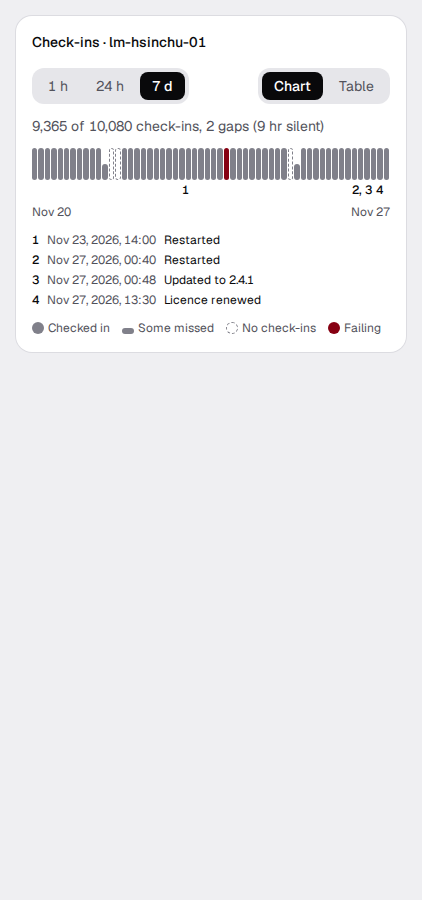 Check-ins · lm-hsinchu-01
1 h 24 h 7 d Chart Table
9,365 of 10,080 check-ins, 2 gaps (9 hr silent)
1 2, 3 4
Nov 20 Nov 27
1 Nov 23, 2026, 14:00 Restarted
2 Nov 27, 2026, 00:40 Restarted
3 Nov 27, 2026, 00:48 Updated to 2.4.1
4 Nov 27, 2026, 13:30 Licence renewed
Checked in Some missed No check-ins Failing